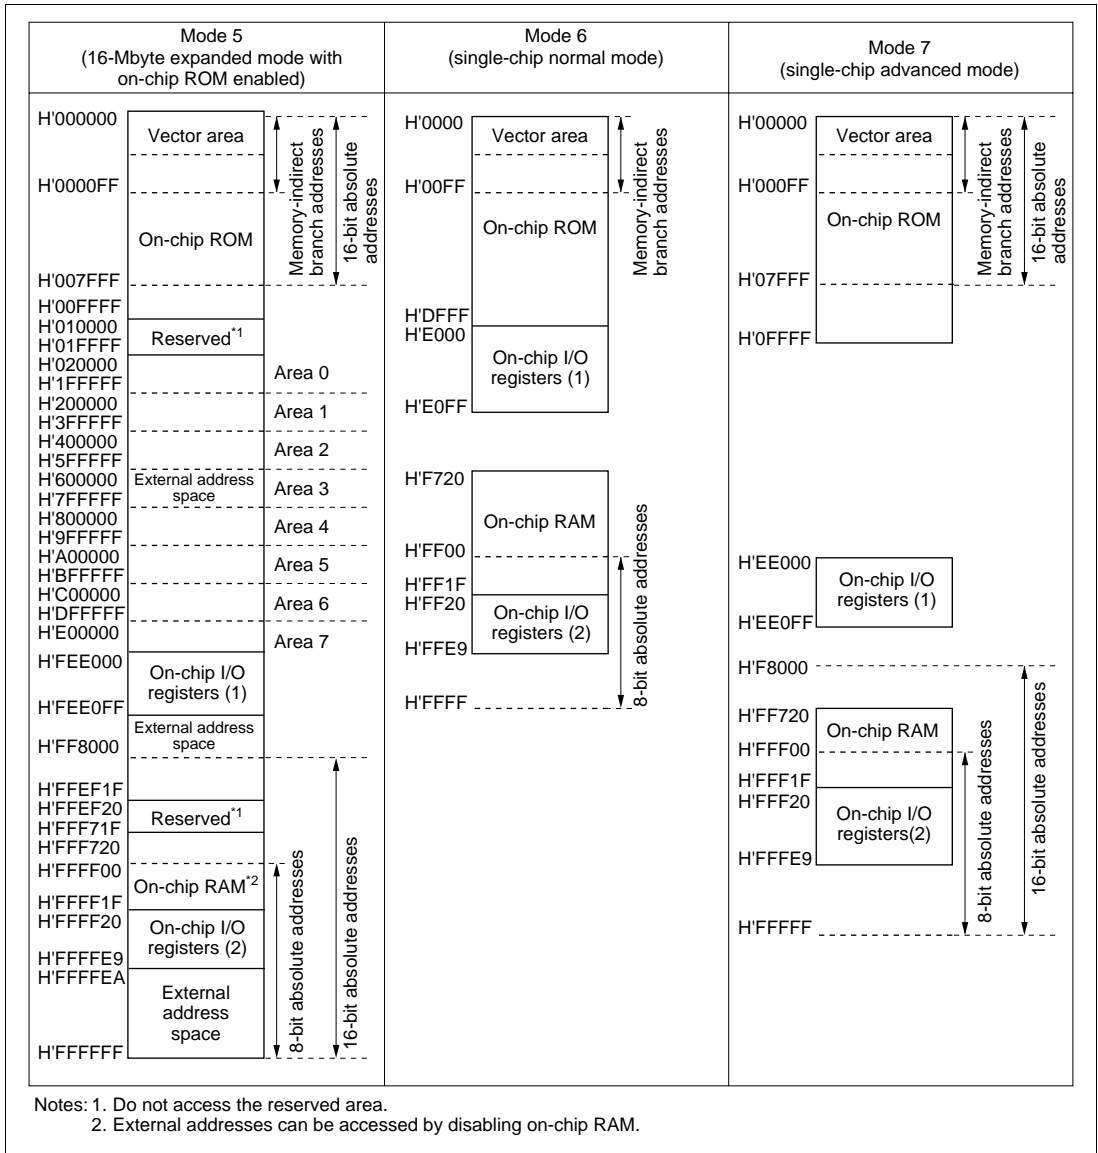 Mode 5
(16-Mbyte expanded mode with
on-chip ROM enabled)
H'000000
Vector area
H'0000FF
On-chip ROM
H'007FFF
H'00FFFF
H'010000
Reserved*1
H'01FFFF
H'020000
Area 0
H'1FFFFF
H'200000
Area 1
H'3FFFFF
H'400000
Area 2
H'5FFFFF
H'600000
External address
space
Area 3
H'7FFFFF
H'800000
Area 4
H'9FFFFF
H'A00000
Area 5
H'BFFFFF
H'C00000
Area 6
H'DFFFFF
H'E00000
Area 7
H'FEE000
On-chip I/O
registers (1)
H'FEE0FF
External address
space
H'FF8000
H'FFEF1F
H'FFEF20
Reserved*1
H'FFF71F
H'FFF720
H'FFFF00
On-chip RAM*2
H'FFFF1F
H'FFFF20
On-chip I/O
registers (2)
H'FFFFE9
H'FFFFEA
External
address
space
H'FFFFFF
Memory-indirect
branch addresses
16-bit absolute
addresses
8-bit absolute addresses
16-bit absolute addresses
Mode 6
(single-chip normal mode)
H'0000
Vector area
H'00FF
On-chip ROM
H'DFFF
H'E000
On-chip I/O
registers (1)
H'E0FF
H'F720
On-chip RAM
H'FF00
H'FF1F
H'FF20
On-chip I/O
registers (2)
H'FFE9
H'FFFF
Memory-indirect
branch addresses
8-bit absolute addresses
Mode 7
(single-chip advanced mode)
H'00000
Vector area
H'000FF
On-chip ROM
H'07FFF
H'0FFFF
H'EE000
On-chip I/O
registers (1)
H'EE0FF
H'F8000
H'FF720
On-chip RAM
H'FFF00
H'FFF1F
H'FFF20
On-chip I/O
registers(2)
H'FFFE9
H'FFFFF
Memory-indirect
branch addresses
16-bit absolute
addresses
8-bit absolute addresses
16-bit absolute addresses
Notes: 1. Do not access the reserved area.
2. External addresses can be accessed by disabling on-chip RAM.